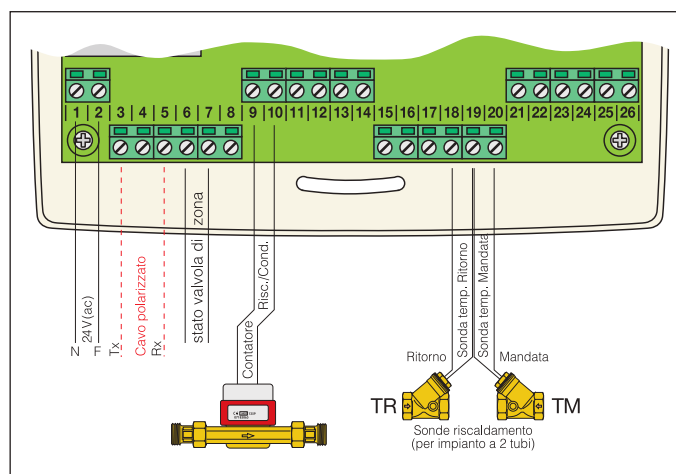 1 2 3 4 5 6 7 8 9 10 11 12 13 14 15 16 17 18 19 20 21 22 23 24 25 26
N
24V(ac)
F
Tx
Cavo polarizzato
Rx
stato valvola di zona
Contatore
Risc./Cond.
Sonda temp. Ritorno
Sonda temp. Mandata
Ritorno
Mandata
TR
TM
Sonde riscaldamento
(per impianto a 2 tubi)